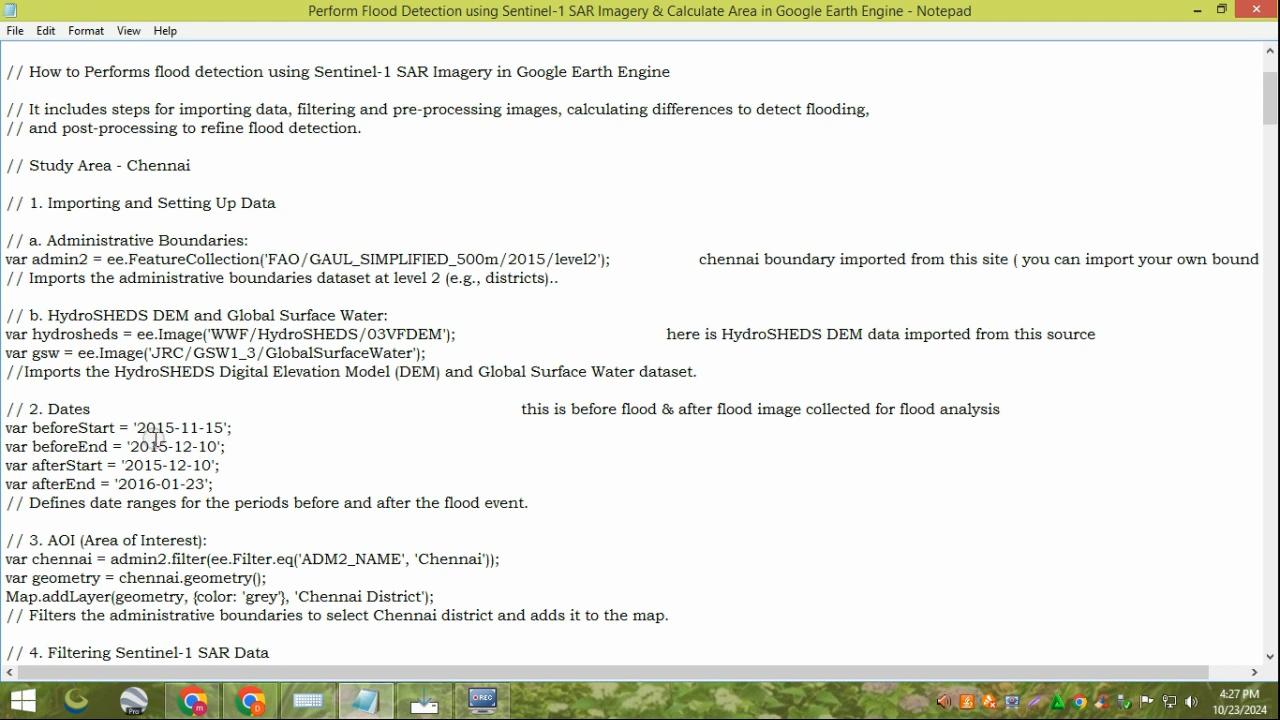 Perform Flood Detection using Sentinel-1 SAR Imagery & Calculate Area in Google Earth Engine - Notepad
File Edit Format View Help
// How to Performs flood detection using Sentinel-1 SAR Imagery in Google Earth Engine
// It includes steps for importing data, filtering and pre-processing images, calculating differences to detect flooding,
// and post-processing to refine flood detection.
// Study Area - Chennai
// 1. Importing and Setting Up Data
// a. Administrative Boundaries:
var admin2 = ee.FeatureCollection('FAO/GAUL_SIMPLIFIED_500m/2015/level2'); chennai boundary imported from this site ( you can import your own bound
// Imports the administrative boundaries dataset at level 2 (e.g., districts)..
// b. HydroSHEDS DEM and Global Surface Water:
var hydrosheds = ee.Image('WWF/HydroSHEDS/03VFDEM'); here is HydroSHEDS DEM data imported from this source
var gsw = ee.Image('JRC/GSW1_3/GlobalSurfaceWater');
//Imports the HydroSHEDS Digital Elevation Model (DEM) and Global Surface Water dataset.
// 2. Dates this is before flood & after flood image collected for flood analysis
var beforeStart = '2015-11-15';
var beforeEnd = '2015-12-10';
var afterStart = '2015-12-10';
var afterEnd = '2016-01-23';
// Defines date ranges for the periods before and after the flood event.
// 3. AOI (Area of Interest):
var chennai = admin2.filter(ee.Filter.eq('ADM2_NAME', 'Chennai'));
var geometry = chennai.geometry();
Map.addLayer(geometry, {color: 'grey'}, 'Chennai District');
// Filters the administrative boundaries to select Chennai district and adds it to the map.
// 4. Filtering Sentinel-1 SAR Data
Pro
m
D
REC
4:27 PM
10/23/2024